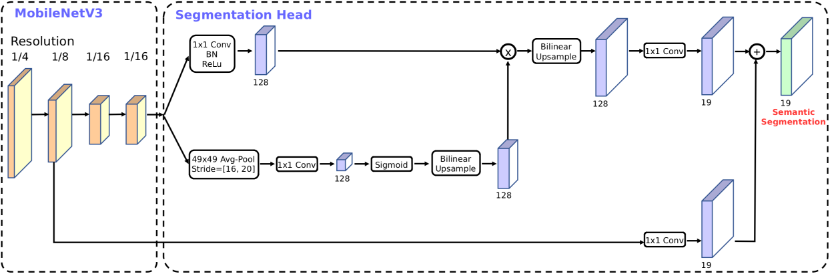 MobileNetV3
Segmentation Head
Resolution
1/4 1/8 1/16 1/16
1x1 Conv
BN
ReLu
128
X
Bilinear
Upsample
128
1x1 Conv
19
+
19
Semantic
Segmentation
49x49 Avg-Pool
Stride=[16, 20]
1x1 Conv
128
Sigmoid
Bilinear
Upsample
128
1x1 Conv
19